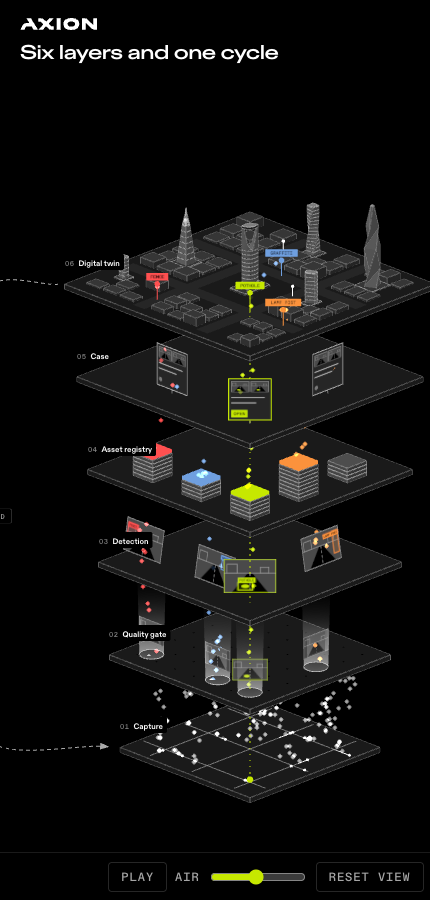 AXION
Six layers and one cycle
06 Digital twin
GRAFFITI
FENCE
POTHOLE
LAMP POST
05 Case
OPEN
04 Asset registry
D
03 Detection
02 Quality gate
01 Capture
PLAY
AIR
RESET VIEW